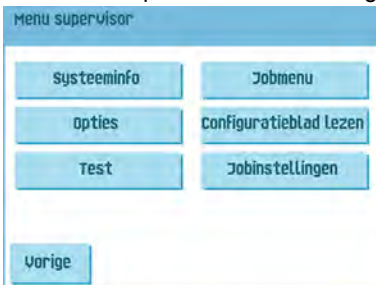 Menu supervisor
Systeeminfo
Jobmenu
Opties
Configuratieblad lezen
Test
Jobinstellingen
Vorige